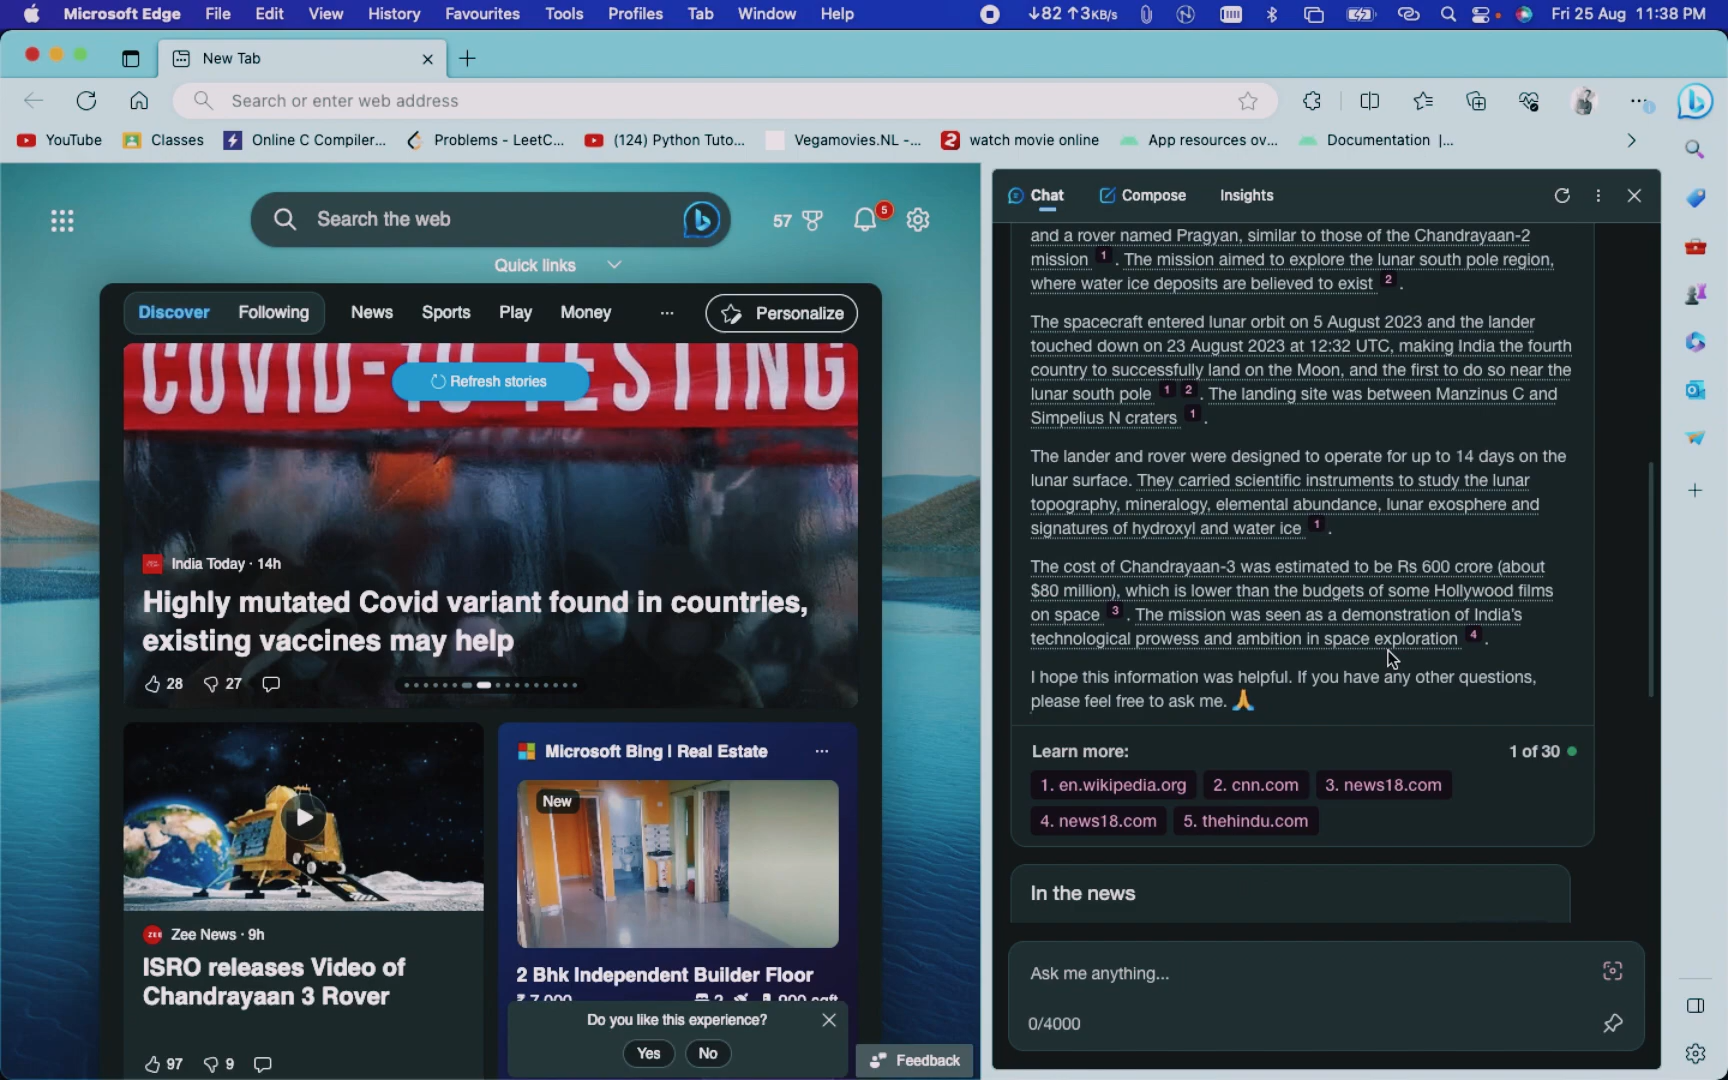 Microsoft Edge File Edit View History Favourites Tools Profiles Tab Window Help
↓82 ↑3KB/s
Fri 25 Aug 11:38 PM
New Tab
Search or enter web address
YouTube Classes Online C Compiler... Problems - LeetC... (124) Python Tuto... Vegamovies.NL -... watch movie online App resources ov... Documentation |...
Search the web
57
5
Quick links
Discover Following News Sports Play Money ... Personalize
COVID-19 TESTING
Refresh stories
India Today · 14h
Highly mutated Covid variant found in countries,
existing vaccines may help
28 27
ZEE Zee News · 9h
ISRO releases Video of
Chandrayaan 3 Rover
97 9
Microsoft Bing | Real Estate ...
New
2 Bhk Independent Builder Floor
₹ 7,000 2 900 sqft
Do you like this experience?
Yes No
Feedback
Chat Compose Insights
and a rover named Pragyan, similar to those of the Chandrayaan-2
mission 1 . The mission aimed to explore the lunar south pole region,
where water ice deposits are believed to exist 2 .
The spacecraft entered lunar orbit on 5 August 2023 and the lander
touched down on 23 August 2023 at 12:32 UTC, making India the fourth
country to successfully land on the Moon, and the first to do so near the
lunar south pole 1 2 . The landing site was between Manzinus C and
Simpelius N craters 1 .
The lander and rover were designed to operate for up to 14 days on the
lunar surface. They carried scientific instruments to study the lunar
topography, mineralogy, elemental abundance, lunar exosphere and
signatures of hydroxyl and water ice 1 .
The cost of Chandrayaan-3 was estimated to be Rs 600 crore (about
$80 million), which is lower than the budgets of some Hollywood films
on space 3 . The mission was seen as a demonstration of India's
technological prowess and ambition in space exploration 4 .
I hope this information was helpful. If you have any other questions,
please feel free to ask me. 🙏
Learn more: 1 of 30
1. en.wikipedia.org 2. cnn.com 3. news18.com
4. news18.com 5. thehindu.com
In the news
Ask me anything...
0/4000